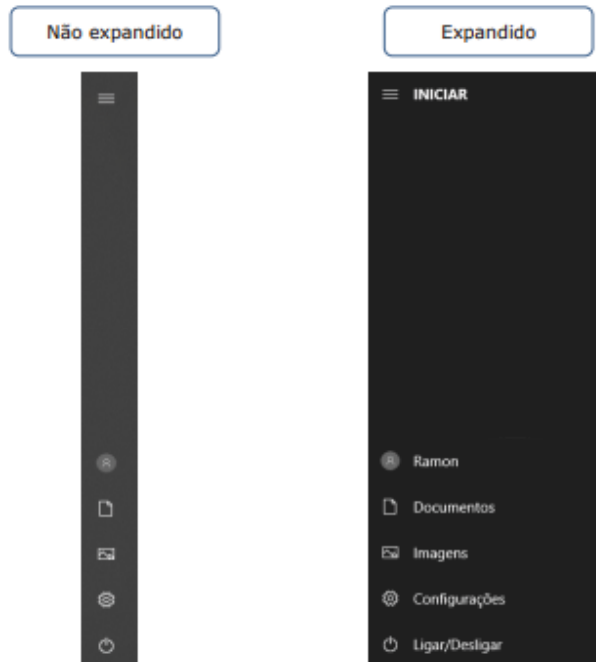 Não expandido
Expandido
INICIAR
Ramon
Documentos
Imagens
Configurações
Ligar/Desligar